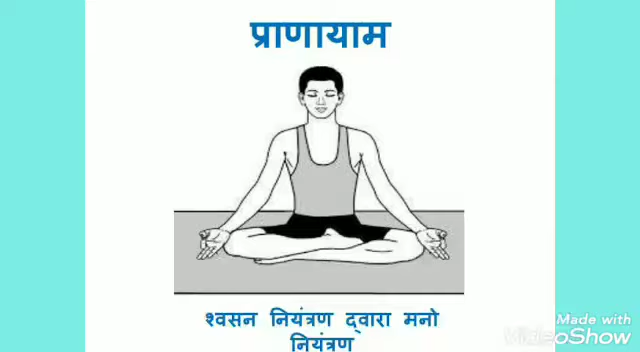 प्राणायाम
श्वसन नियंत्रण द्वारा मनो
नियंत्रण
Made with
VideoShow